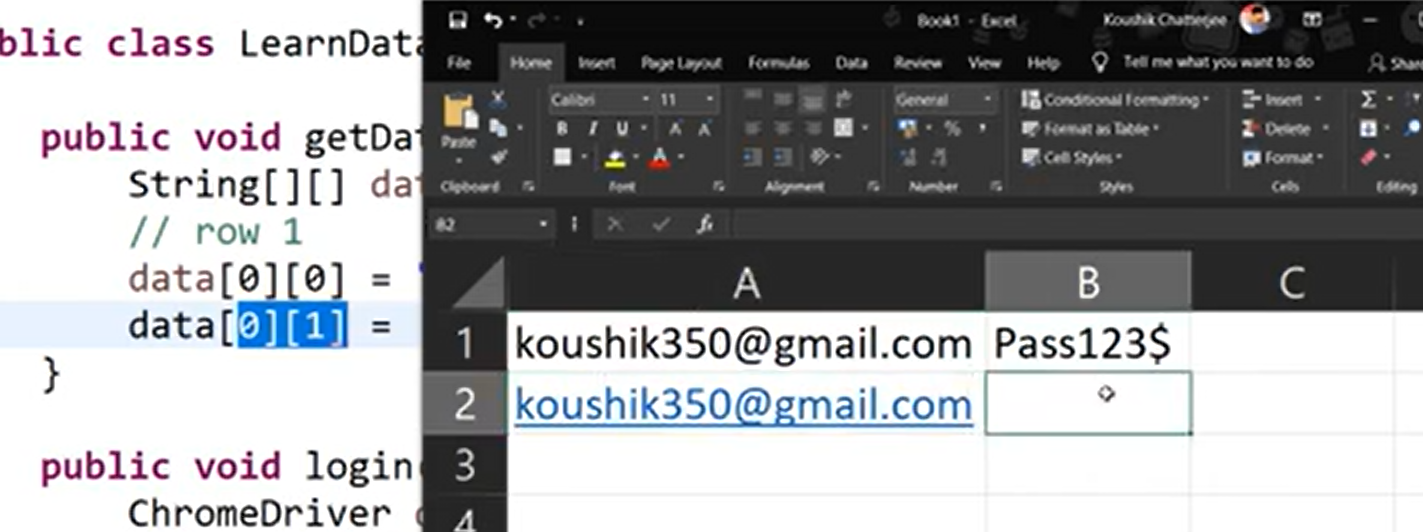 blic class LearnData
public void getDat
String[][] dat
// row 1
data[0][0] = "
data[0][1] =
}
public void login(
ChromeDriver
Book1 - Excel
Koushik Chatterjee
File Home Insert Page Layout Formulas Data Review View Help Tell me what you want to do Share
Calibri 11
General
Conditional Formatting
Insert
Σ
Paste
B I U A A
%
Format as Table
Delete
A
Cell Styles
Format
Clipboard Font Alignment Number Styles Cells Editing
B2
fx
A B C
1 koushik350@gmail.com Pass123$
2 koushik350@gmail.com
3
4